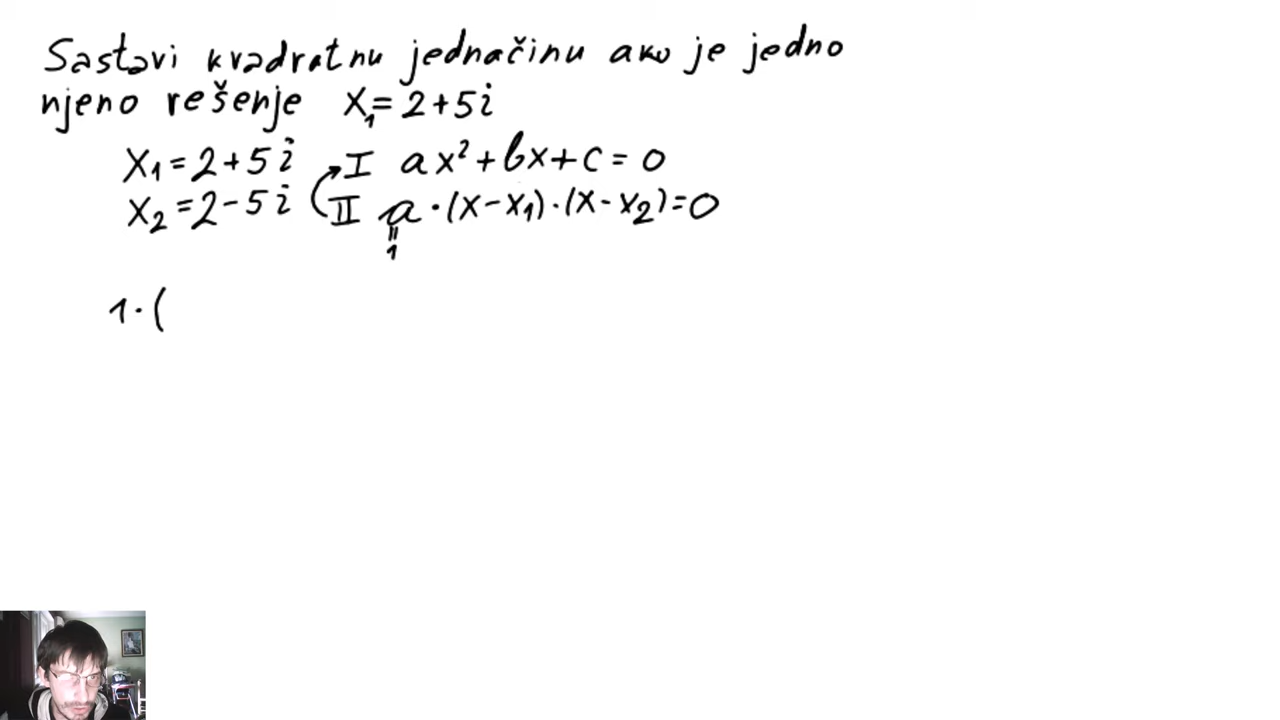 Sastavi kvadratnu jednačinu ako je jedno
njeno rešenje x₁ = 2+5i
x₁ = 2+5i I ax²+bx+c=0
x₂ = 2-5i II a·(x-x₁)·(x-x₂)=0
॥
1
1·(